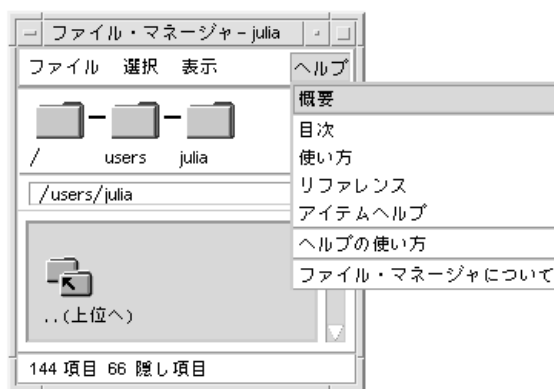 ファイル・マネージャ – julia
ファイル 選択 表示 ヘルプ
概要
目次
使い方
リファレンス
アイテムヘルプ
ヘルプの使い方
ファイル・マネージャについて
/ users julia
/users/julia
..(上位へ)
144 項目 66 隠し項目